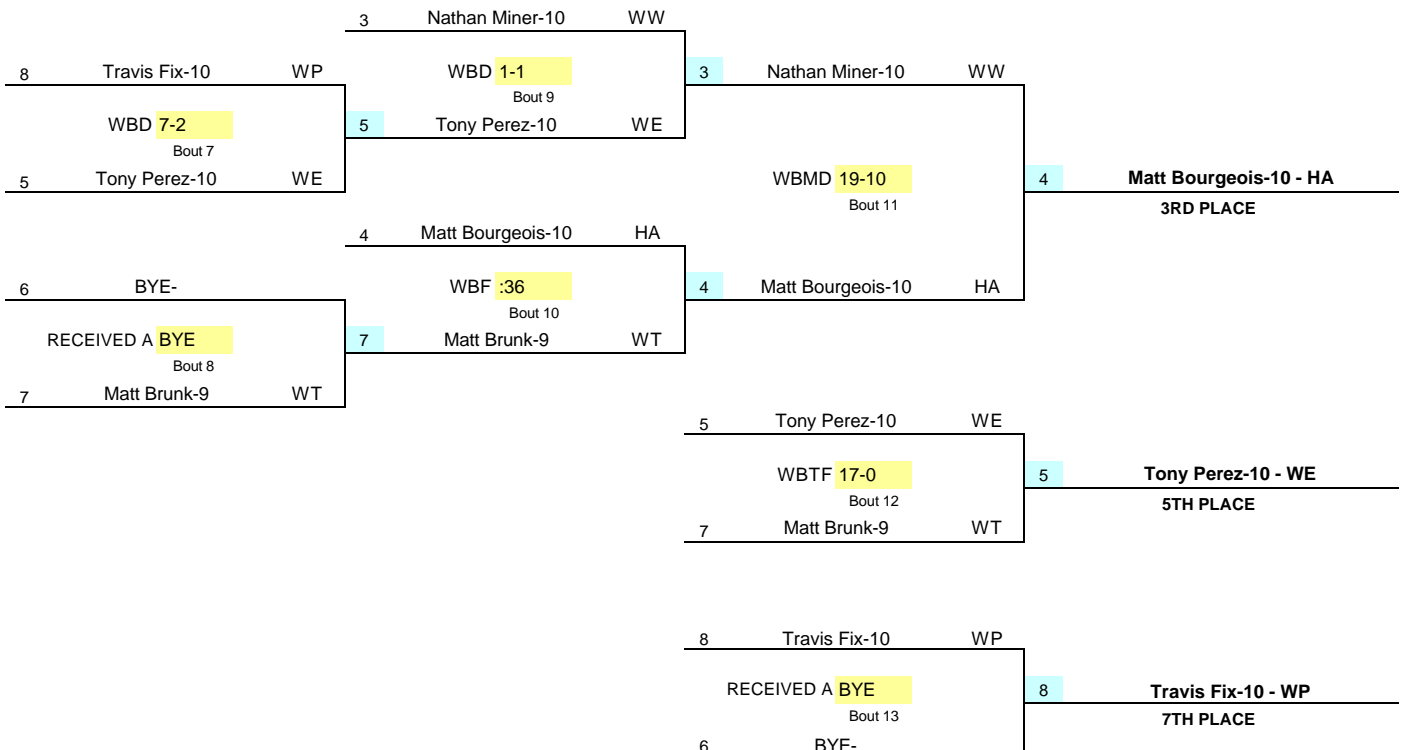 3 Nathan Miner-10 WW
8 Travis Fix-10 WP
WBD 1-1
3 Nathan Miner-10 WW
Bout 9
WBD 7-2
5 Tony Perez-10 WE
Bout 7
5 Tony Perez-10 WE
WBMD 19-10
4 Matt Bourgeois-10 - HA
Bout 11
3RD PLACE
4 Matt Bourgeois-10 HA
6 BYE-
WBF :36
4 Matt Bourgeois-10 HA
Bout 10
RECEIVED A BYE
7 Matt Brunk-9 WT
Bout 8
7 Matt Brunk-9 WT
5 Tony Perez-10 WE
WBTF 17-0
5 Tony Perez-10 - WE
Bout 12
5TH PLACE
7 Matt Brunk-9 WT
8 Travis Fix-10 WP
RECEIVED A BYE
8 Travis Fix-10 - WP
Bout 13
7TH PLACE
6 BYE-